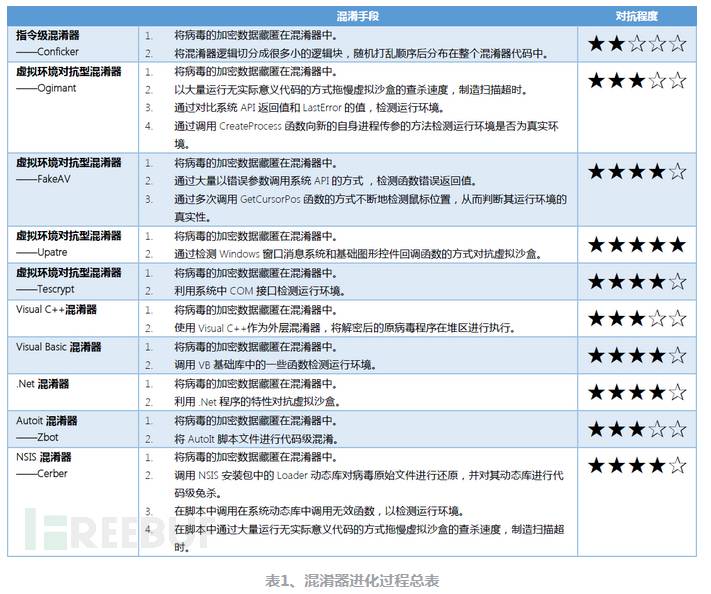 混淆手段 对抗程度
指令级混淆器
——Conficker
1. 将病毒的加密数据藏匿在混淆器中。
2. 将混淆器逻辑切分成很多小的逻辑块，随机打乱顺序后分布在整个混淆器代码中。
★★☆☆☆
虚拟环境对抗型混淆器
——Ogimant
1. 将病毒的加密数据藏匿在混淆器中。
2. 以大量运行无实际意义代码的方式拖慢虚拟沙盒的查杀速度，制造扫描超时。
3. 通过对比系统 API 返回值和 LastError 的值，检测运行环境。
4. 通过调用 CreateProcess 函数向新的自身进程传参的方法检测运行环境是否为真实环
境。
★★★☆☆
虚拟环境对抗型混淆器
——FakeAV
1. 将病毒的加密数据藏匿在混淆器中。
2. 通过大量以错误参数调用系统 API 的方式，检测函数错误返回值。
3. 通过多次调用 GetCursorPos 函数的方式不断地检测鼠标位置，从而判断其运行环境的
真实性。
★★★★☆
虚拟环境对抗型混淆器
——Upatre
1. 将病毒的加密数据藏匿在混淆器中。
2. 通过检测 Windows 窗口消息系统和基础图形控件回调函数的方式对抗虚拟沙盒。
★★★★★
虚拟环境对抗型混淆器
——Tescrypt
1. 将病毒的加密数据藏匿在混淆器中。
2. 利用系统中 COM 接口检测运行环境。
★★★★☆
Visual C++混淆器
1. 将病毒的加密数据藏匿在混淆器中。
2. 使用 Visual C++作为外层混淆器，将解密后的原病毒程序在堆区进行执行。
★★★☆☆
Visual Basic 混淆器
1. 将病毒的加密数据藏匿在混淆器中。
2. 调用 VB 基础库中的一些函数检测运行环境。
★★★★☆
.Net 混淆器
1. 将病毒的加密数据藏匿在混淆器中。
2. 利用 .Net 程序的特性对抗虚拟沙盒。
★★★★☆
Autoit 混淆器
——Zbot
1. 将病毒的加密数据藏匿在混淆器中。
2. 将 AutoIt 脚本文件进行代码级混淆。
★★★☆☆
NSIS 混淆器
——Cerber
1. 将病毒的加密数据藏匿在混淆器中。
2. 调用 NSIS 安装包中的 Loader 动态库对病毒原始文件进行还原，并对其动态库进行代
码级免杀。
3. 在脚本中调用在系统动态库中调用无效函数，以检测运行环境。
4. 在脚本中通过大量运行无实际意义代码的方式拖慢虚拟沙盒的查杀速度，制造扫描超
时。
★★★★☆
FREEBUF
表1、混淆器进化过程总表